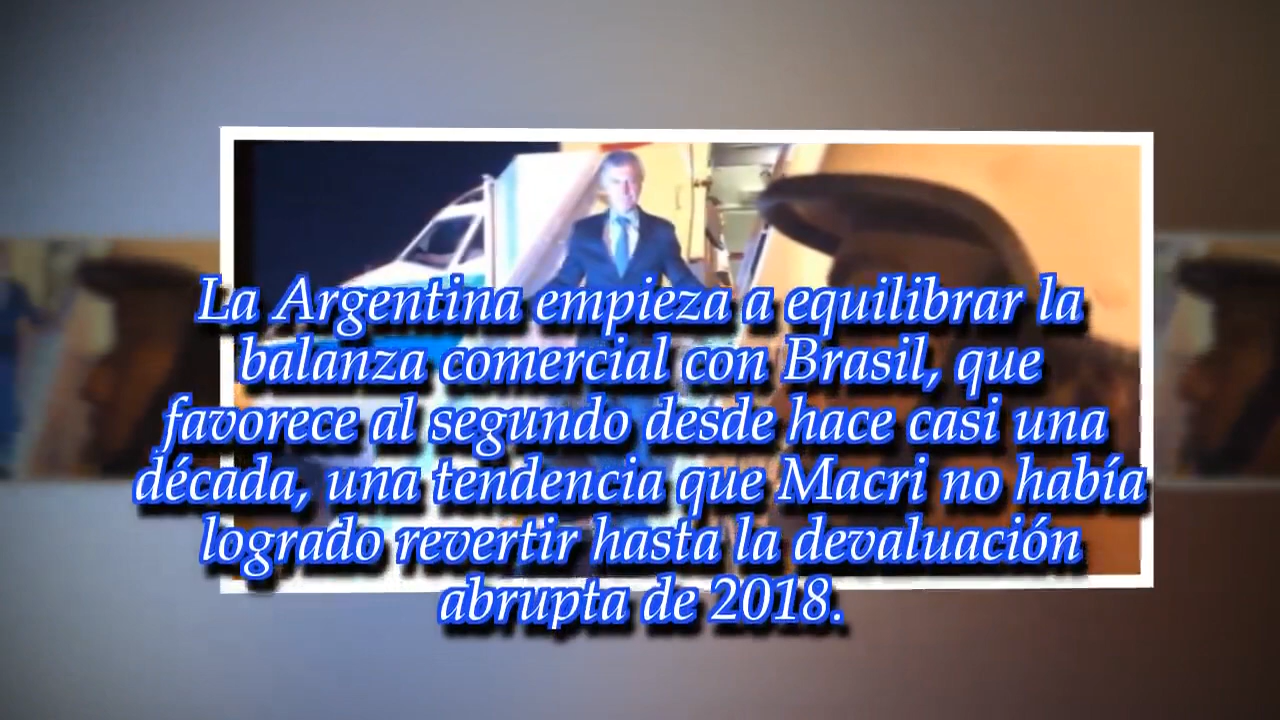 La Argentina empieza a equilibrar la
balanza comercial con Brasil, que
favorece al segundo desde hace casi una
década, una tendencia que Macri no había
logrado revertir hasta la devaluación
abrupta de 2018.